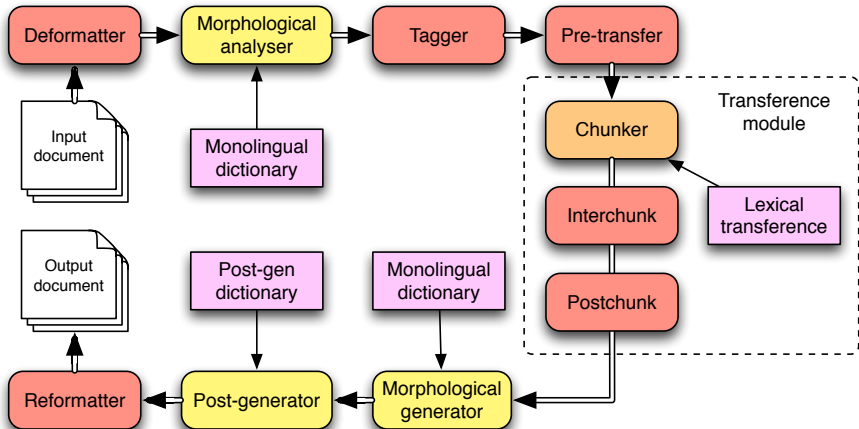 Deformatter
Morphological
analyser
Tagger
Pre-transfer
Input
document
Monolingual
dictionary
Transference
module
Chunker
Interchunk
Lexical
transference
Postchunk
Output
document
Post-gen
dictionary
Monolingual
dictionary
Reformatter
Post-generator
Morphological
generator